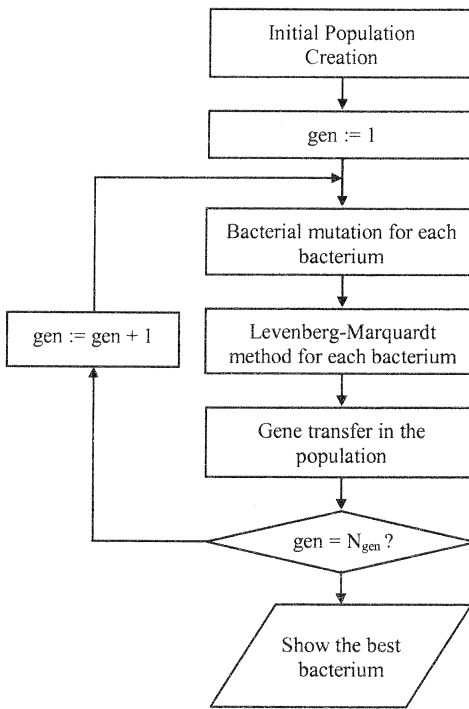 Initial Population
Creation
gen := 1
Bacterial mutation for each
bacterium
Levenberg-Marquardt
method for each bacterium
gen := gen + 1
Gene transfer in the
population
gen = Ngen ?
Show the best
bacterium